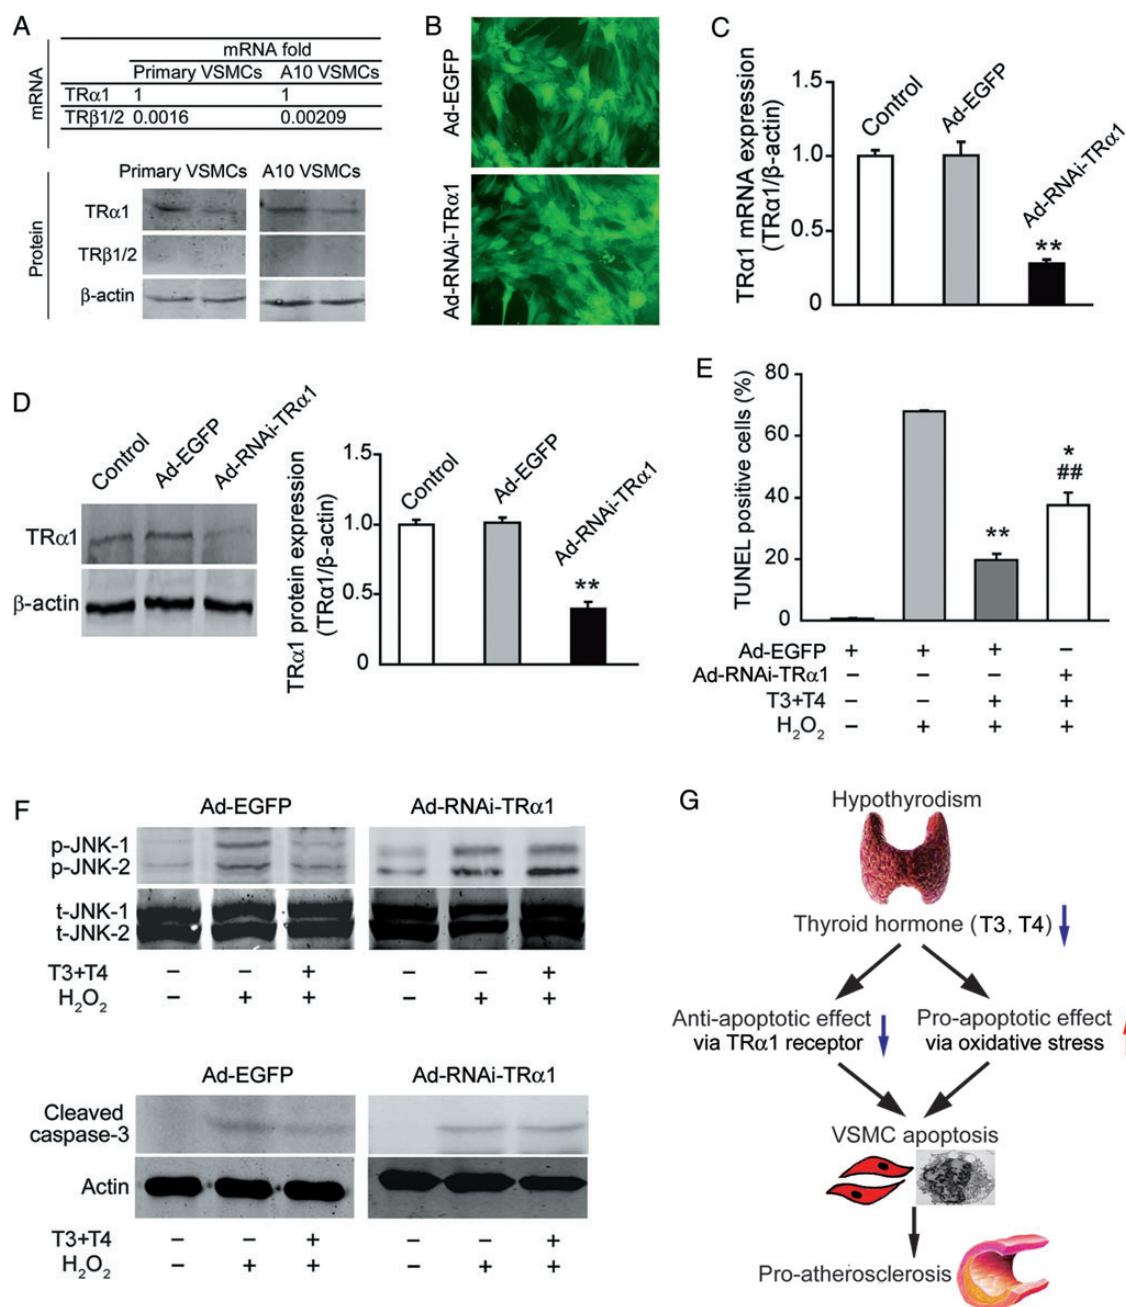 A
mRNA
mRNA fold
Primary VSMCs A10 VSMCs
TRα1 1 1
TRβ1/2 0.0016 0.00209
Protein
Primary VSMCs A10 VSMCs
TRα1
TRβ1/2
β-actin
B
Ad-EGFP
Ad-RNAi-TRα1
C
TRα1 mRNA expression
(TRα1/β-actin)
1.5
1.0
0.5
0
Control
Ad-EGFP
Ad-RNAi-TRα1
**
D
Control
Ad-EGFP
Ad-RNAi-TRα1
TRα1
β-actin
TRα1 protein expression
(TRα1/β-actin)
1.5
1.0
0.5
0
Control
Ad-EGFP
Ad-RNAi-TRα1
**
E
TUNEL positive cells (%)
80
60
40
20
0
**
*
##
Ad-EGFP + + + –
Ad-RNAi-TRα1 – – – +
T3+T4 – – + +
H2O2 – + + +
F
Ad-EGFP Ad-RNAi-TRα1
p-JNK-1
p-JNK-2
t-JNK-1
t-JNK-2
T3+T4 – – + – – +
H2O2 – + + – + +
Ad-EGFP Ad-RNAi-TRα1
Cleaved
caspase-3
Actin
T3+T4 – – + – – +
H2O2 – + + – + +
G
Hypothyrodism
Thyroid hormone (T3, T4)
Anti-apoptotic effect
via TRα1 receptor
Pro-apoptotic effect
via oxidative stress
VSMC apoptosis
Pro-atherosclerosis